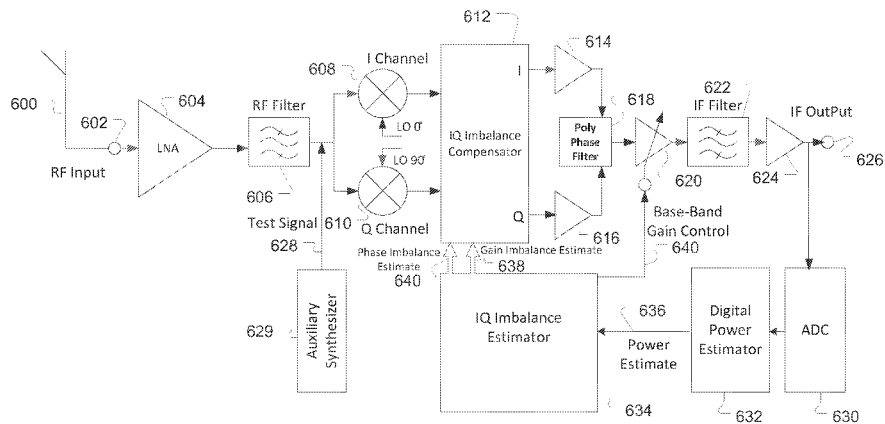 612
I Channel
608
614
604
RF Filter
622
IF Filter
600
602
I
618
IF OutPut
LNA
LO 0°
IQ Imbalance
Compensator
Poly
Phase
Filter
LO 90°
626
RF Input
606
620
624
Test Signal
610
Q Channel
Q
Base-Band
Gain Control
628
616
Phase Imbalance
Estimate
Gain Imbalance Estimate
640
638
640
629
Auxiliary
Synthesizer
IQ Imbalance
Estimator
636
Power
Estimate
Digital
Power
Estimator
ADC
634
632
630